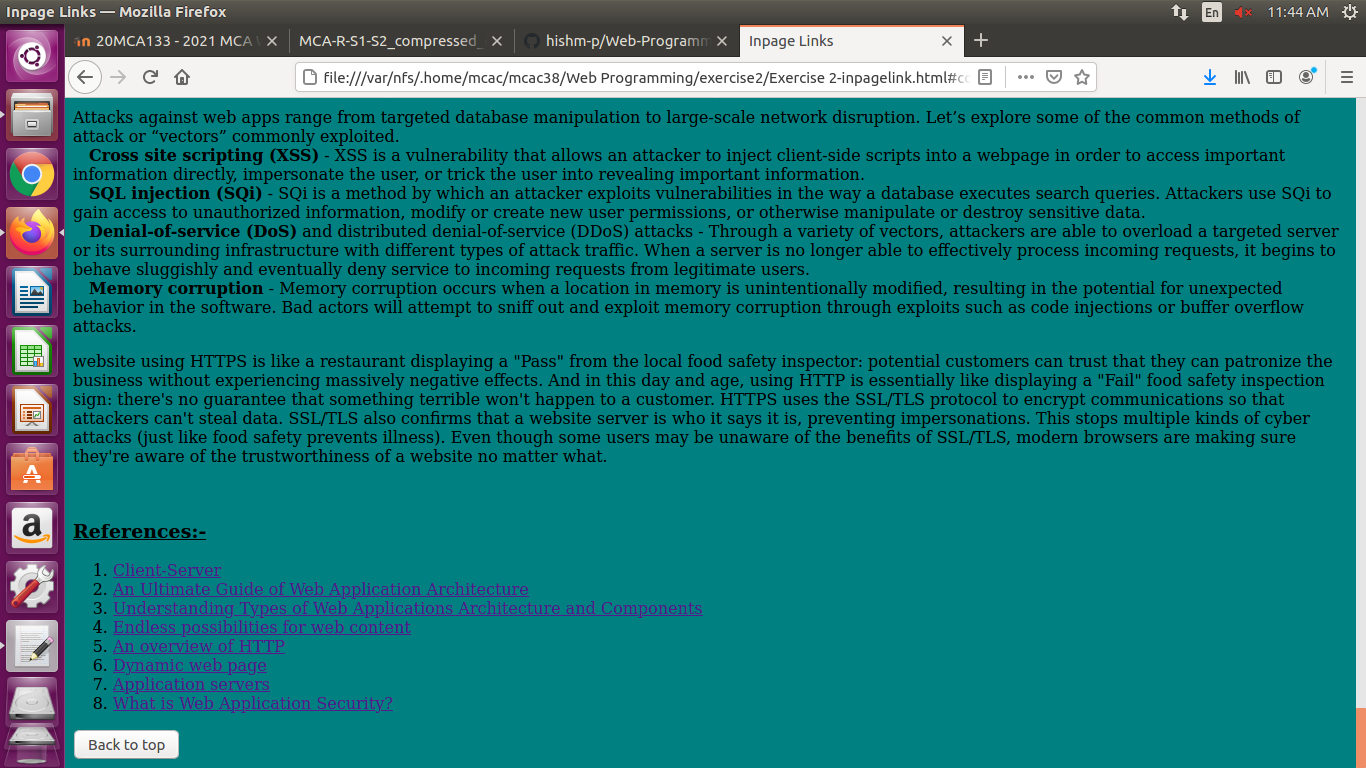 Inpage Links — Mozilla Firefox
En
11:44 AM
20MCA133 - 2021 MCA
MCA-R-S1-S2_compressed_
hishm-p/Web-Programm
Inpage Links
file:///var/nfs/.home/mcac/mcac38/Web Programming/exercise2/Exercise 2-inpagelink.html#co
Attacks against web apps range from targeted database manipulation to large-scale network disruption. Let’s explore some of the common methods of
attack or “vectors” commonly exploited.
Cross site scripting (XSS) - XSS is a vulnerability that allows an attacker to inject client-side scripts into a webpage in order to access important
information directly, impersonate the user, or trick the user into revealing important information.
SQL injection (SQi) - SQi is a method by which an attacker exploits vulnerabilities in the way a database executes search queries. Attackers use SQi to
gain access to unauthorized information, modify or create new user permissions, or otherwise manipulate or destroy sensitive data.
Denial-of-service (DoS) and distributed denial-of-service (DDoS) attacks - Through a variety of vectors, attackers are able to overload a targeted server
or its surrounding infrastructure with different types of attack traffic. When a server is no longer able to effectively process incoming requests, it begins to
behave sluggishly and eventually deny service to incoming requests from legitimate users.
Memory corruption - Memory corruption occurs when a location in memory is unintentionally modified, resulting in the potential for unexpected
behavior in the software. Bad actors will attempt to sniff out and exploit memory corruption through exploits such as code injections or buffer overflow
attacks.
website using HTTPS is like a restaurant displaying a "Pass" from the local food safety inspector: potential customers can trust that they can patronize the
business without experiencing massively negative effects. And in this day and age, using HTTP is essentially like displaying a "Fail" food safety inspection
sign: there's no guarantee that something terrible won't happen to a customer. HTTPS uses the SSL/TLS protocol to encrypt communications so that
attackers can't steal data. SSL/TLS also confirms that a website server is who it says it is, preventing impersonations. This stops multiple kinds of cyber
attacks (just like food safety prevents illness). Even though some users may be unaware of the benefits of SSL/TLS, modern browsers are making sure
they're aware of the trustworthiness of a website no matter what.
References:-
1. Client-Server
2. An Ultimate Guide of Web Application Architecture
3. Understanding Types of Web Applications Architecture and Components
4. Endless possibilities for web content
5. An overview of HTTP
6. Dynamic web page
7. Application servers
8. What is Web Application Security?
Back to top